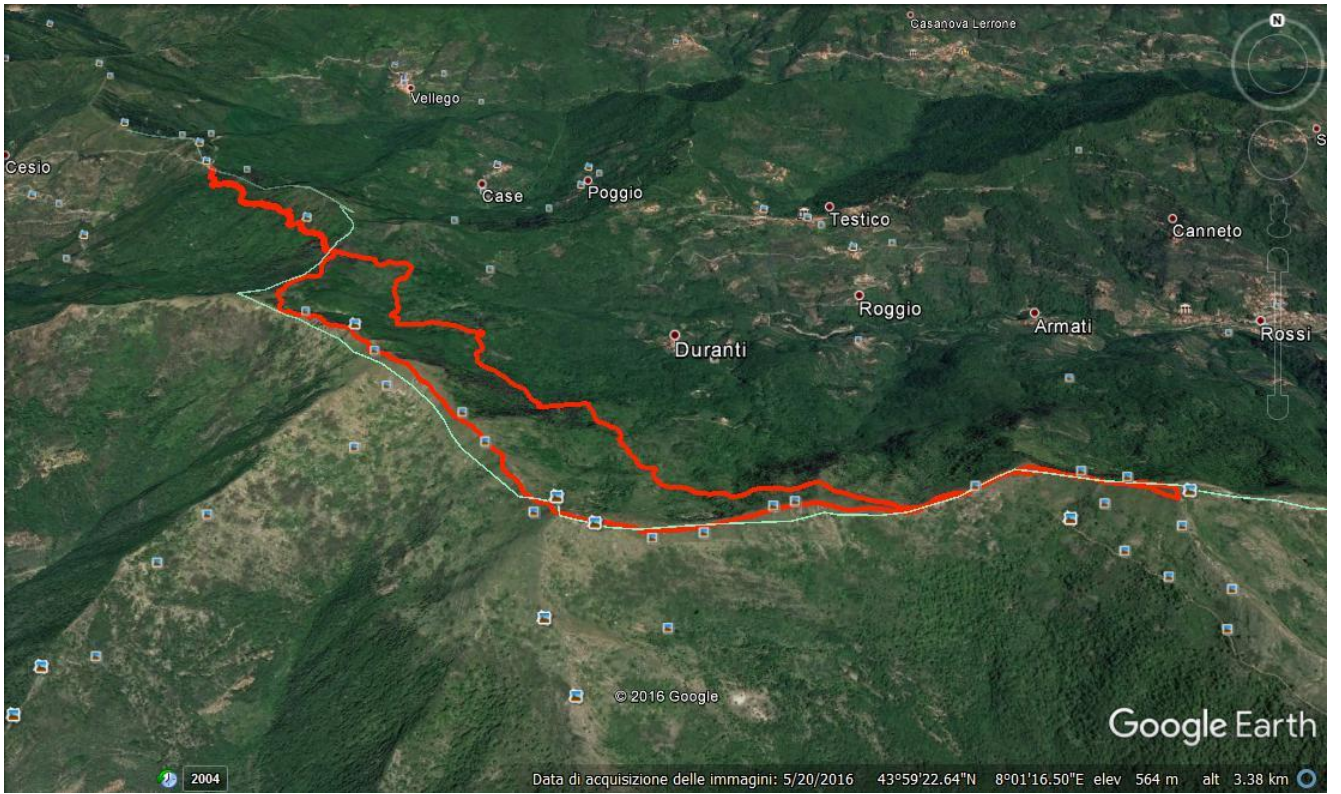 N
Casanova Lerrone
Vellego
Cesio
S
Case
Poggio
Testico
Canneto
Roggio
Armati
Rossi
Duranti
© 2016 Google
Google Earth
2004
Data di acquisizione delle immagini: 5/20/2016 43°59'22.64"N 8°01'16.50"E elev 564 m alt 3.38 km